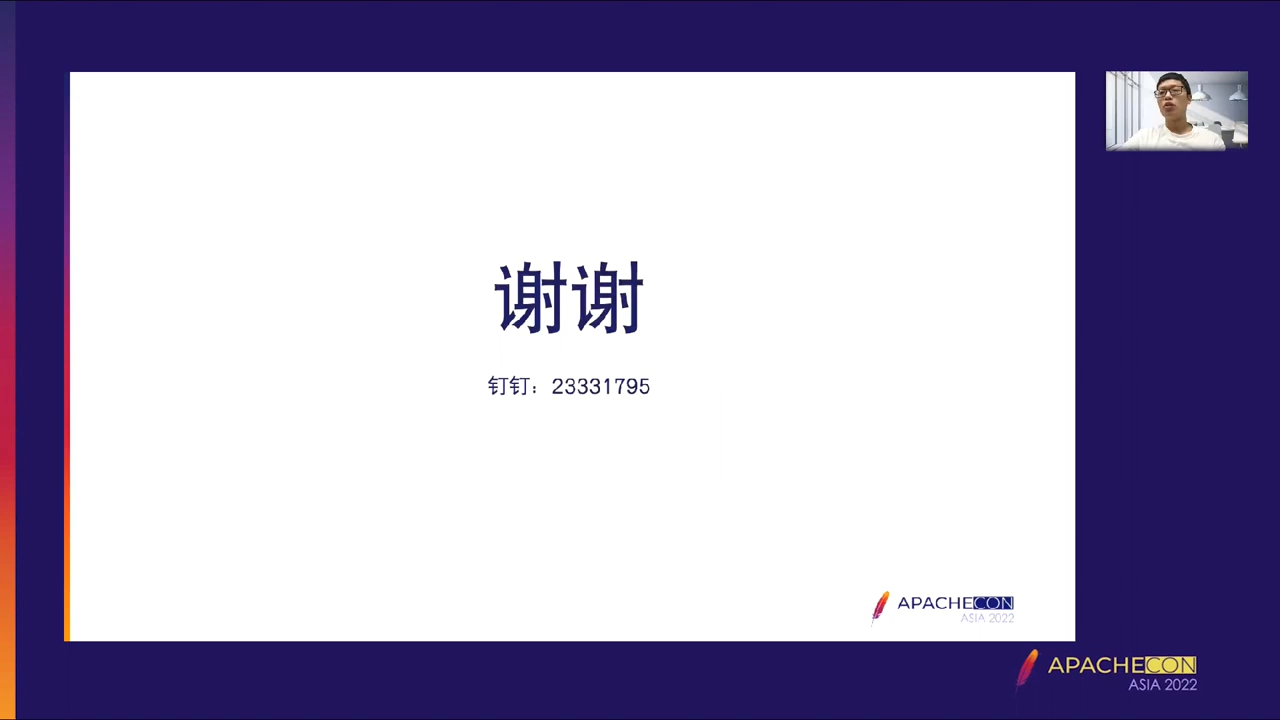 谢谢
钉钉：23331795
APACHECON
ASIA 2022
APACHECON
ASIA 2022